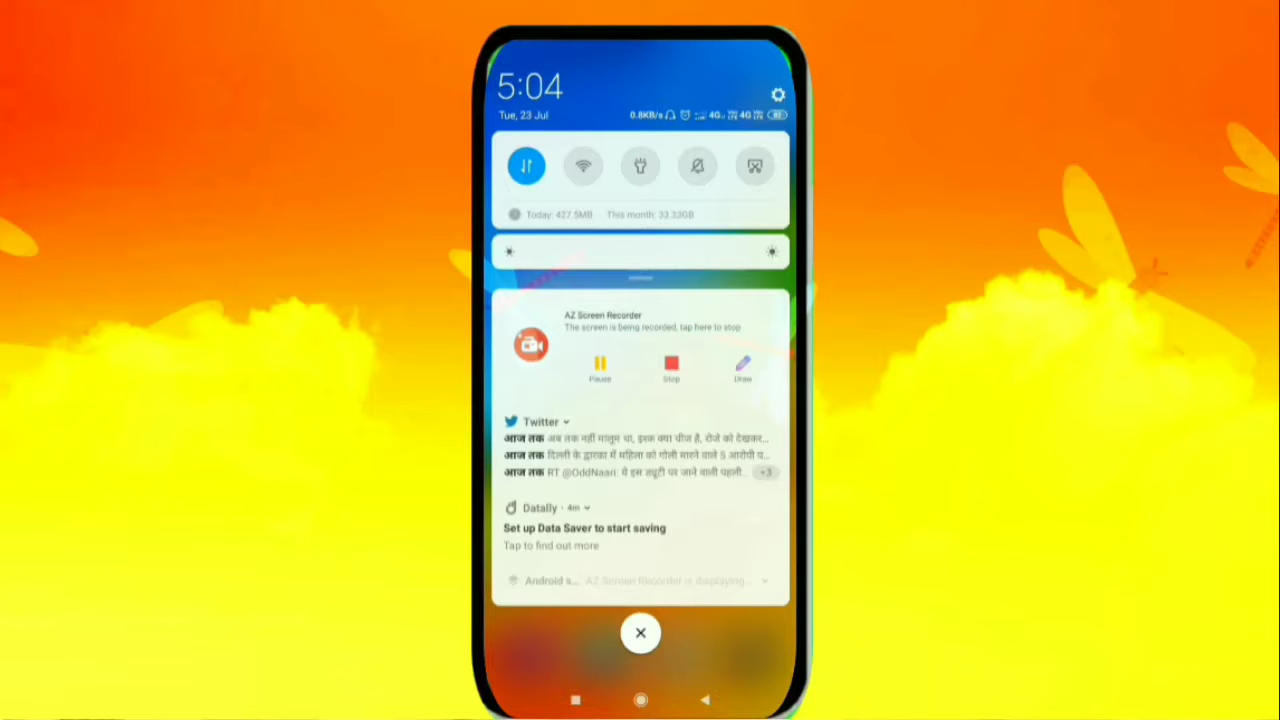 5:04
Tue, 23 Jul
0.8KB/s 4G 4G
Today: 427.5MB This month: 33.33GB
AZ Screen Recorder
The screen is being recorded, tap here to stop
Pause Stop Draw
Twitter
आज तक अब तक नहीं मालूम था, इश्क क्या चीज है, रोजे को देखकर...
आज तक दिल्ली के द्वारका में महिला को गोली मारने वाले 5 आरोपी प...
आज तक RT @OddNaari: ये इस ड्यूटी पर जाने वाली पहली... +3
Datally · 4m
Set up Data Saver to start saving
Tap to find out more
Android s... AZ Screen Recorder is displaying...